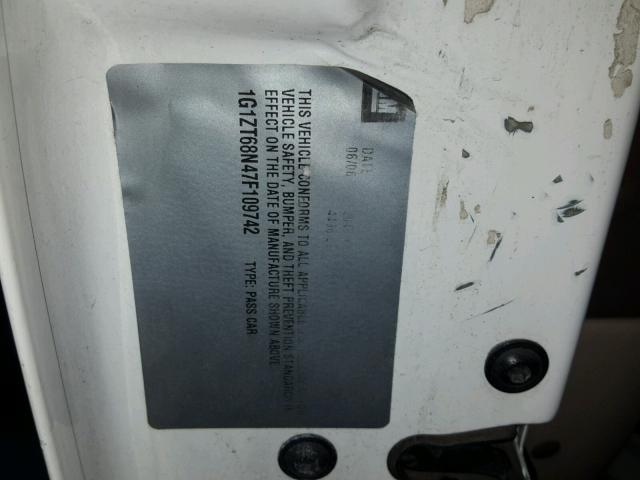 DATE
06/06
THIS VEHICLE CONFORMS TO ALL APPLICABLE
VEHICLE SAFETY, BUMPER, AND THEFT PREVENTION STANDARDS IN
EFFECT ON THE DATE OF MANUFACTURE SHOWN ABOVE
1G1ZT68N47F109742 TYPE: PASS CAR